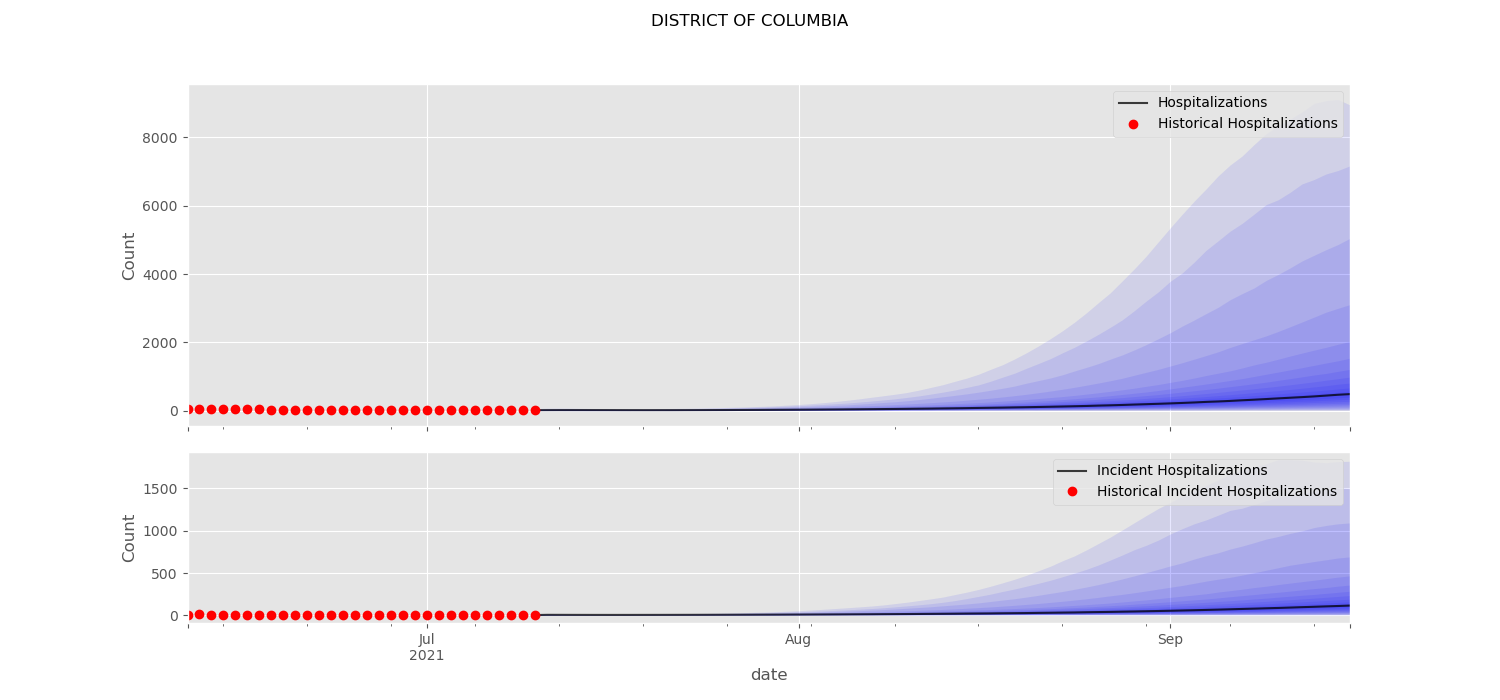 DISTRICT OF COLUMBIA
Hospitalizations
Historical Hospitalizations
8000
6000
4000
2000
0
Count
Incident Hospitalizations
Historical Incident Hospitalizations
1500
1000
500
0
Count
Jul
2021
Aug
Sep
date